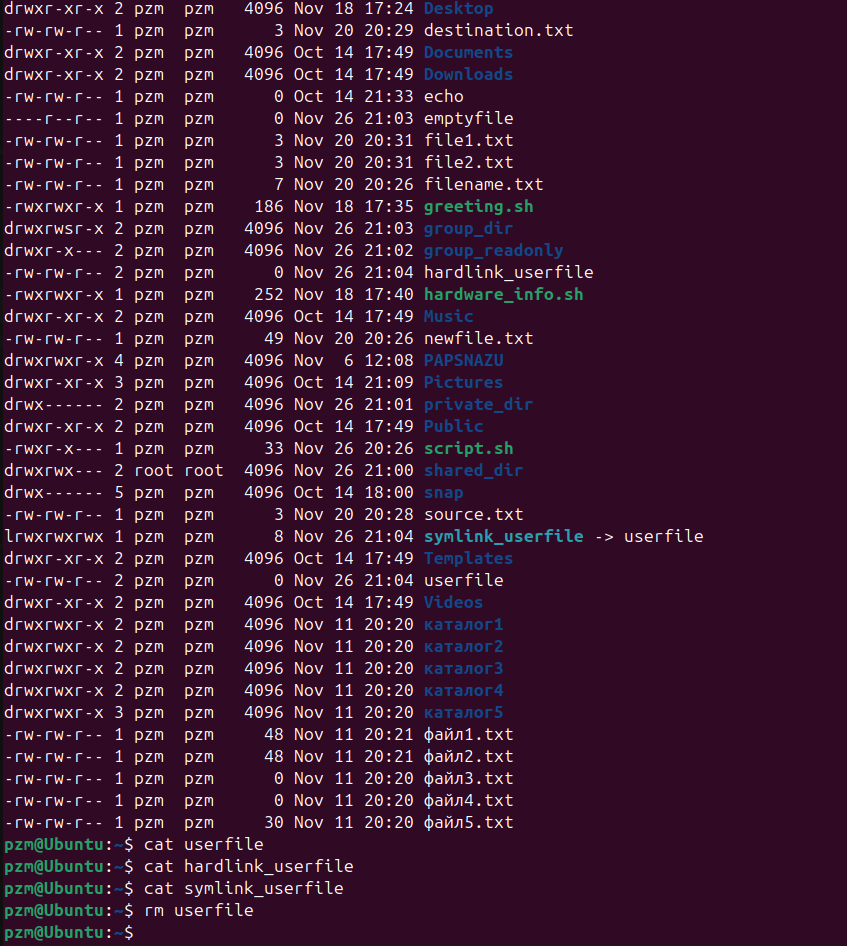 drwxr-xr-x 2 pzm  pzm   4096 Nov 18 17:24 Desktop
-rw-rw-r-- 1 pzm  pzm      3 Nov 20 20:29 destination.txt
drwxr-xr-x 2 pzm  pzm   4096 Oct 14 17:49 Documents
drwxr-xr-x 2 pzm  pzm   4096 Oct 14 17:49 Downloads
-rw-rw-r-- 1 pzm  pzm      0 Oct 14 21:33 echo
----r--r-- 1 pzm  pzm      0 Nov 26 21:03 emptyfile
-rw-rw-r-- 1 pzm  pzm      3 Nov 20 20:31 file1.txt
-rw-rw-r-- 1 pzm  pzm      3 Nov 20 20:31 file2.txt
-rw-rw-r-- 1 pzm  pzm      7 Nov 20 20:26 filename.txt
-rwxrwxr-x 1 pzm  pzm    186 Nov 18 17:35 greeting.sh
drwxrwsr-x 2 pzm  pzm   4096 Nov 26 21:03 group_dir
drwxr-x--- 2 pzm  pzm   4096 Nov 26 21:02 group_readonly
-rw-rw-r-- 2 pzm  pzm      0 Nov 26 21:04 hardlink_userfile
-rwxrwxr-x 1 pzm  pzm    252 Nov 18 17:40 hardware_info.sh
drwxr-xr-x 2 pzm  pzm   4096 Oct 14 17:49 Music
-rw-rw-r-- 1 pzm  pzm     49 Nov 20 20:26 newfile.txt
drwxrwxr-x 4 pzm  pzm   4096 Nov  6 12:08 PAPSNAZU
drwxr-xr-x 3 pzm  pzm   4096 Oct 14 21:09 Pictures
drwx------ 2 pzm  pzm   4096 Nov 26 21:01 private_dir
drwxr-xr-x 2 pzm  pzm   4096 Oct 14 17:49 Public
-rwxr-x--- 1 pzm  pzm     33 Nov 26 20:26 script.sh
drwxrwx--- 2 root root  4096 Nov 26 21:00 shared_dir
drwx------ 5 pzm  pzm   4096 Oct 14 18:00 snap
-rw-rw-r-- 1 pzm  pzm      3 Nov 20 20:28 source.txt
lrwxrwxrwx 1 pzm  pzm      8 Nov 26 21:04 symlink_userfile -> userfile
drwxr-xr-x 2 pzm  pzm   4096 Oct 14 17:49 Templates
-rw-rw-r-- 2 pzm  pzm      0 Nov 26 21:04 userfile
drwxr-xr-x 2 pzm  pzm   4096 Oct 14 17:49 Videos
drwxrwxr-x 2 pzm  pzm   4096 Nov 11 20:20 каталог1
drwxrwxr-x 2 pzm  pzm   4096 Nov 11 20:20 каталог2
drwxrwxr-x 2 pzm  pzm   4096 Nov 11 20:20 каталог3
drwxrwxr-x 2 pzm  pzm   4096 Nov 11 20:20 каталог4
drwxrwxr-x 3 pzm  pzm   4096 Nov 11 20:20 каталог5
-rw-rw-r-- 1 pzm  pzm     48 Nov 11 20:21 файл1.txt
-rw-rw-r-- 1 pzm  pzm     48 Nov 11 20:21 файл2.txt
-rw-rw-r-- 1 pzm  pzm      0 Nov 11 20:20 файл3.txt
-rw-rw-r-- 1 pzm  pzm      0 Nov 11 20:20 файл4.txt
-rw-rw-r-- 1 pzm  pzm     30 Nov 11 20:20 файл5.txt
pzm@Ubuntu:~$ cat userfile
pzm@Ubuntu:~$ cat hardlink_userfile
pzm@Ubuntu:~$ cat symlink_userfile
pzm@Ubuntu:~$ rm userfile
pzm@Ubuntu:~$